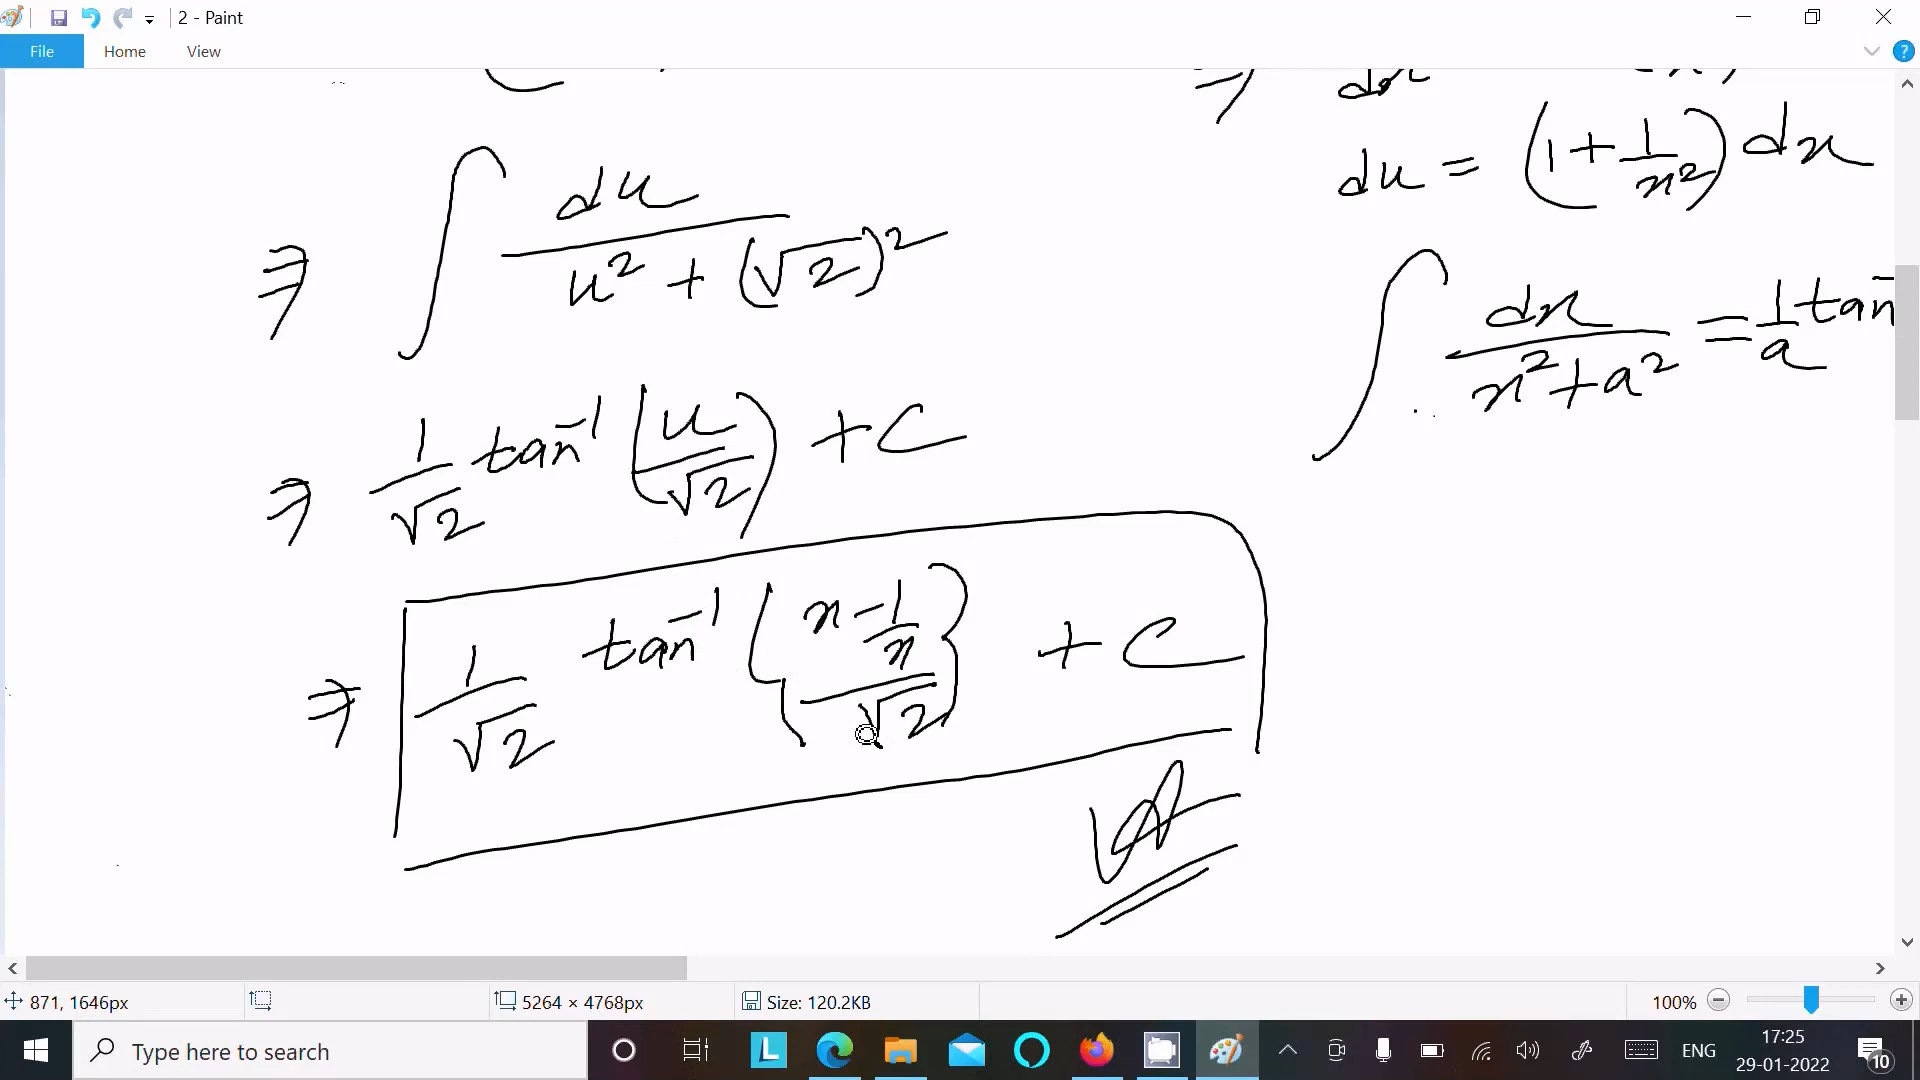 2 - Paint
File Home View
⇒ dx
du = (1 + 1/x²) dx
⇒ ∫ du / (u² + (√2)²)
∫ dx / (x² + a²) = 1/a tan⁻
⇒ 1/√2 tan⁻¹ (u/√2) + C
⇒ 1/√2 tan⁻¹ {(x - 1/x)/√2} + C
871, 1646px 5264 × 4768px Size: 120.2KB 100%
Type here to search
L
ENG
17:25
29-01-2022
10